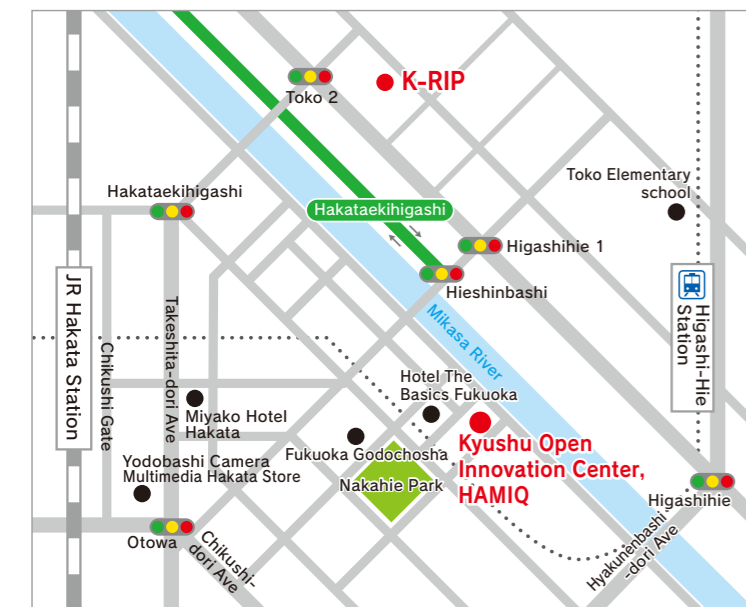 K-RIP
Toko 2
Toko Elementary
school
Hakataekihigashi
Hakataekihigashi
Higashihie 1
Hieshinbashi
JR Hakata Station
Chikushi Gate
Takeshita-dori Ave
Mikasa River
Higashi-Hie
Station
Hotel The
Basics Fukuoka
Miyako Hotel
Hakata
Fukuoka Godochosha
Kyushu Open
Innovation Center,
HAMIQ
Yodobashi Camera
Multimedia Hakata Store
Nakahie Park
Higashihie
Otowa
Chikushi-
dori Ave
Hyakunenbashi
-dori Ave